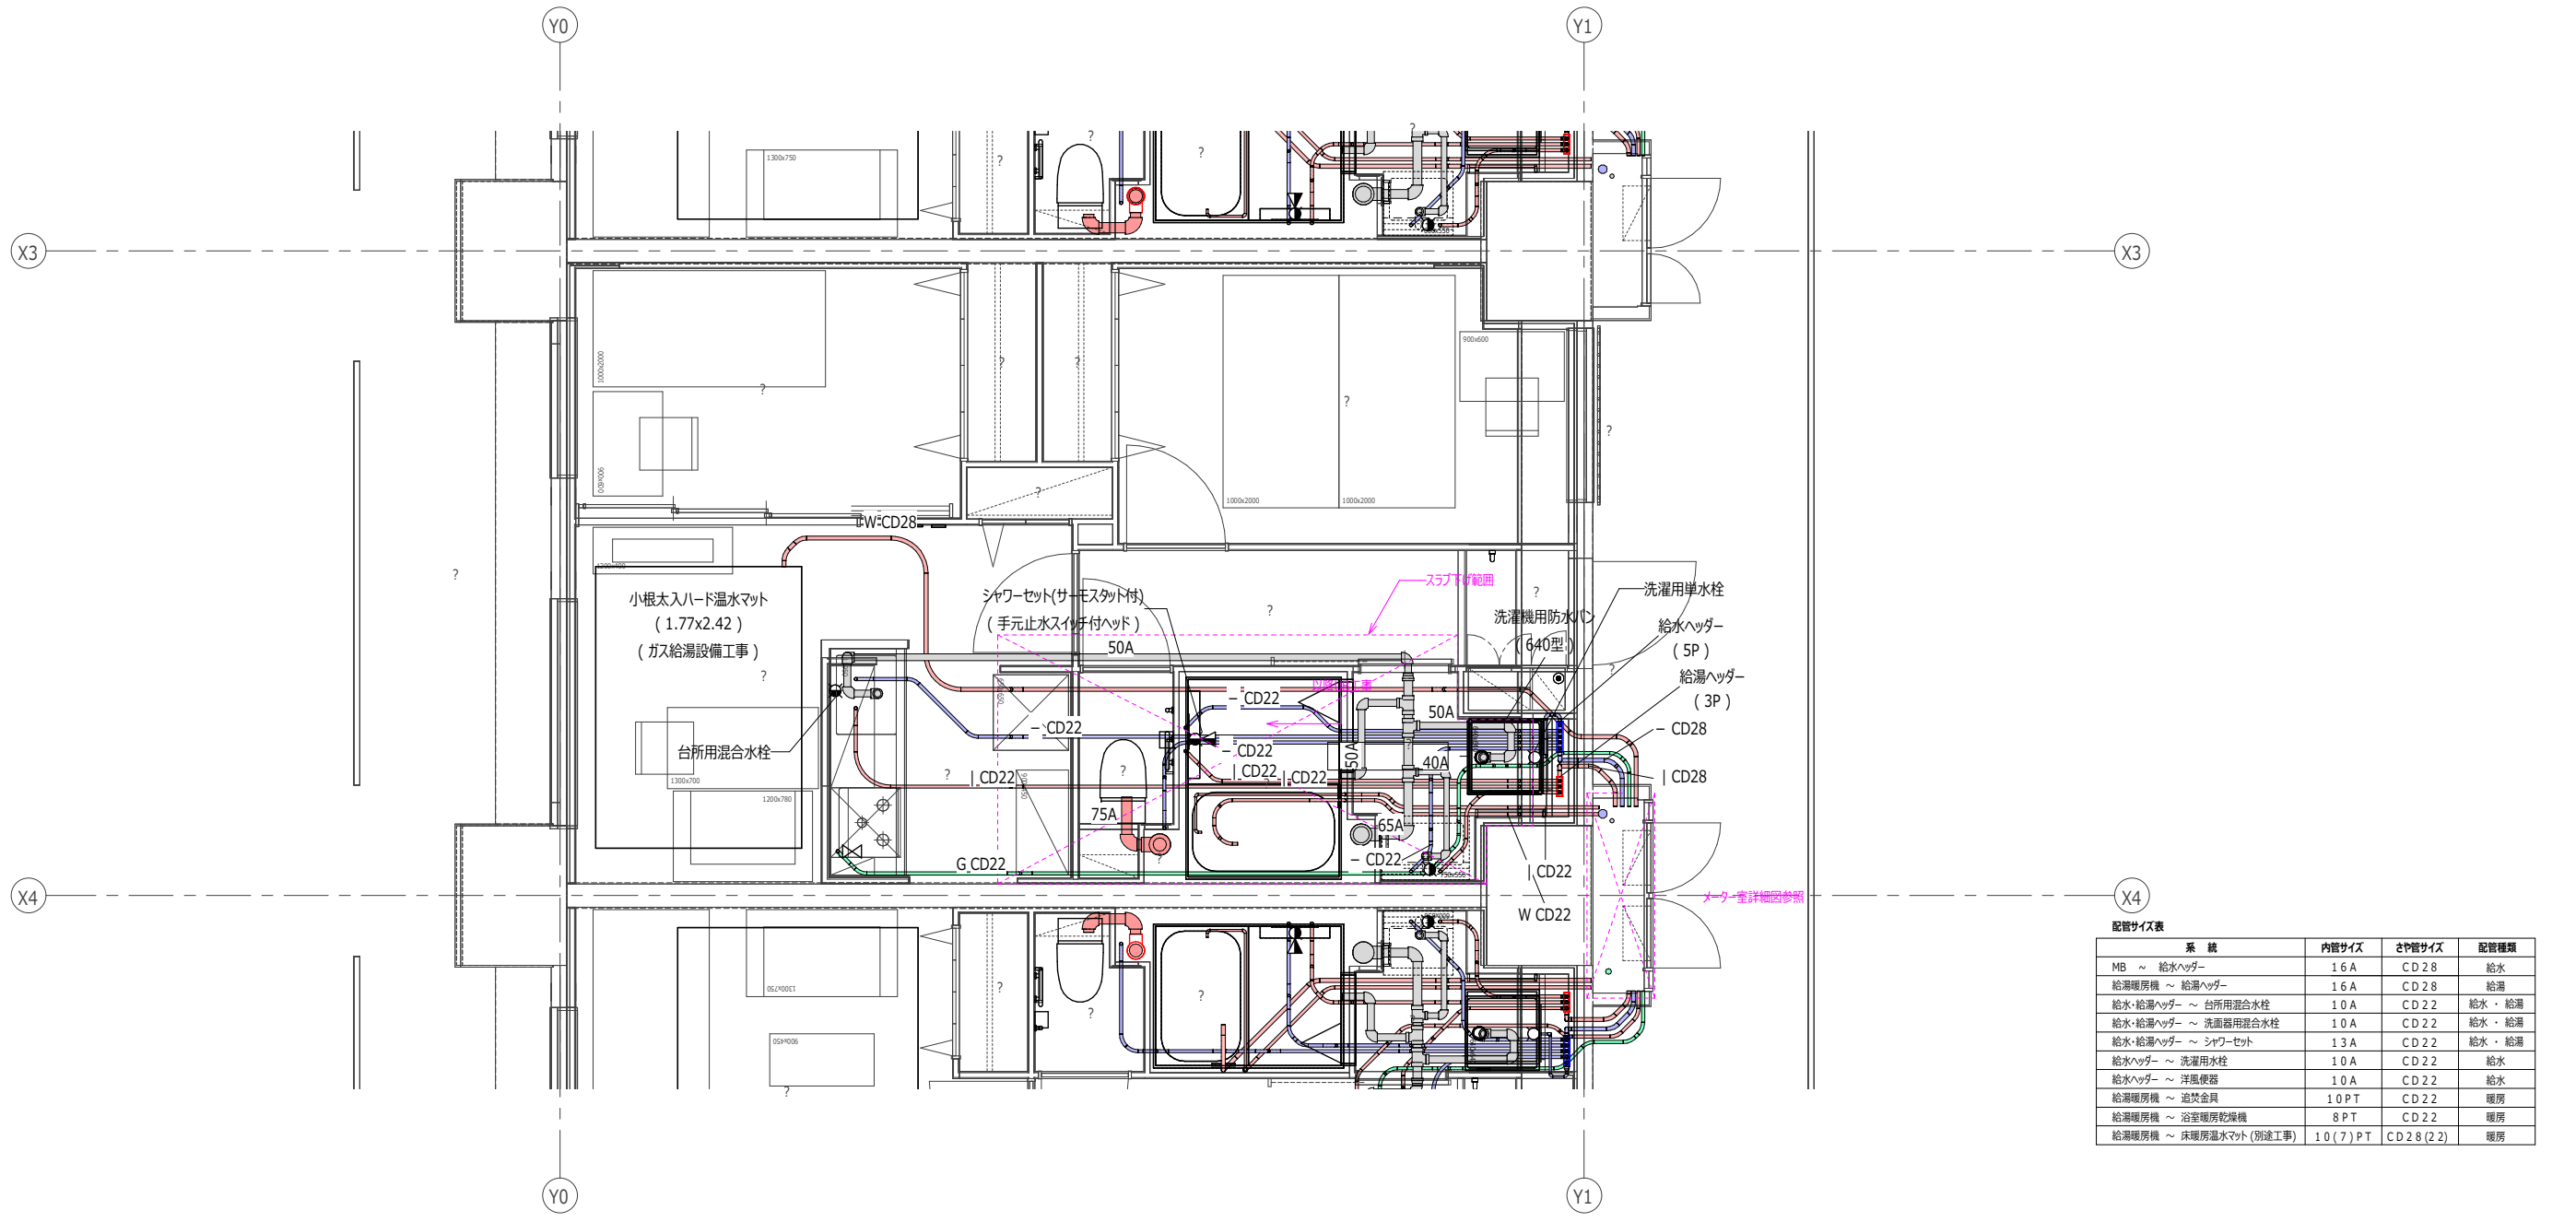 Y0
Y1
X3
X3
1300x750
1000x2000
900x600
900x600
1000x2000
1000x2000
W CD28
小根太入ハード温水マット
( 1.77x2.42 )
( ガス給湯設備工事 )
シャワーセット(サーモスタット付)
( 手元止水スイッチ付ヘッド )
スラブ下げ範囲
洗濯用単水栓
洗濯機用防水パン
( 640型 )
給水ヘッダー
( 5P )
給湯ヘッダー
( 3P )
50A
台所用混合水栓
1300x700
1200x780
CD22
CD22
CD22
CD22
CD22
CD22
50A
50A
40A
65A
75A
CD28
CD28
G CD22
CD22
CD22
W CD22
メーター室詳細図参照
X4
X4
1300x750
900x450
Y0
Y1
配管サイズ表
系 統 内管サイズ さや管サイズ 配管種類
MB ～ 給水ヘッダー 16A CD28 給水
給湯暖房機 ～ 給湯ヘッダー 16A CD28 給湯
給水・給湯ヘッダー ～ 台所用混合水栓 10A CD22 給水 ・ 給湯
給水・給湯ヘッダー ～ 洗面器用混合水栓 10A CD22 給水 ・ 給湯
給水・給湯ヘッダー ～ シャワーセット 13A CD22 給水 ・ 給湯
給水ヘッダー ～ 洗濯用水栓 10A CD22 給水
給水ヘッダー ～ 洋風便器 10A CD22 給水
給湯暖房機 ～ 追焚金具 10PT CD22 暖房
給湯暖房機 ～ 浴室暖房乾燥機 8PT CD22 暖房
給湯暖房機 ～ 床暖房温水マット(別途工事) 10(7)PT CD28(22) 暖房